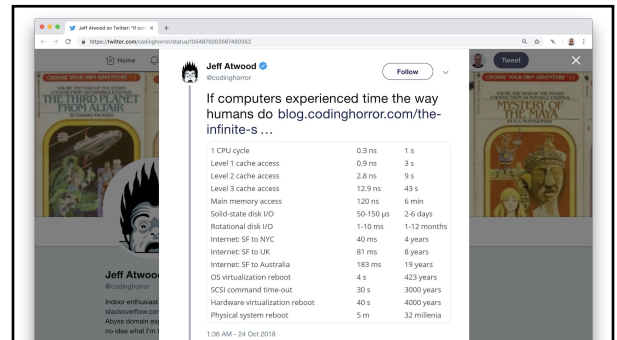 Jeff Atwood on Twitter: "If com
https://twitter.com/codinghorror/status/1054879203567460352
Home
Tweet
CHOOSE YOUR OWN ADVENTURE
THE THIRD PLANET
FROM ALTAIR
CHOOSE YOUR OWN ADVENTURE
MYSTERY OF
THE MAYA
Jeff Atwood
@codinghorror
Follow
If computers experienced time the way
humans do blog.codinghorror.com/the-
infinite-s ...
1 CPU cycle 0.3 ns 1 s
Level 1 cache access 0.9 ns 3 s
Level 2 cache access 2.8 ns 9 s
Level 3 cache access 12.9 ns 43 s
Main memory access 120 ns 6 min
Solid-state disk I/O 50-150 μs 2-6 days
Rotational disk I/O 1-10 ms 1-12 months
Internet: SF to NYC 40 ms 4 years
Internet: SF to UK 81 ms 8 years
Internet: SF to Australia 183 ms 19 years
OS virtualization reboot 4 s 423 years
SCSI command time-out 30 s 3000 years
Hardware virtualization reboot 40 s 4000 years
Physical system reboot 5 m 32 millenia
1:36 AM - 24 Oct 2018
Jeff Atwoo
@codinghorror
Indoor enthusiast
stackoverflow.cor
Abyss domain exp
no idea what I'm